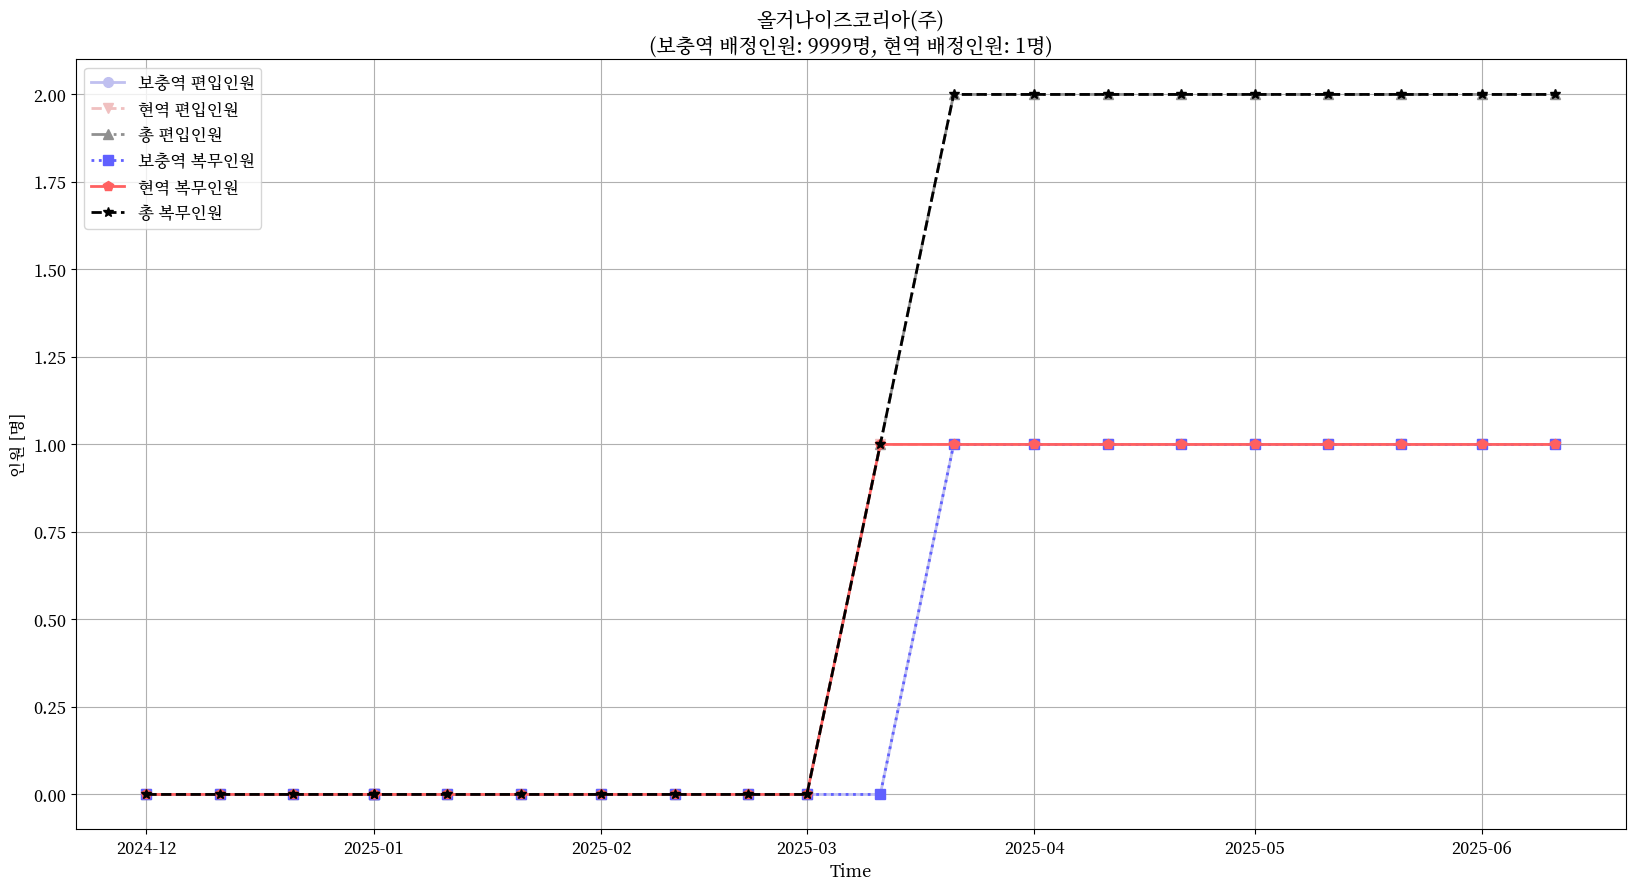 올거나이즈코리아(주)
(보충역 배정인원: 9999명, 현역 배정인원: 1명)
보충역 편입인원
현역 편입인원
총 편입인원
보충역 복무인원
현역 복무인원
총 복무인원
인원 [명]
2.00
1.75
1.50
1.25
1.00
0.75
0.50
0.25
0.00
2024-12
2025-01
2025-02
2025-03
2025-04
2025-05
2025-06
Time